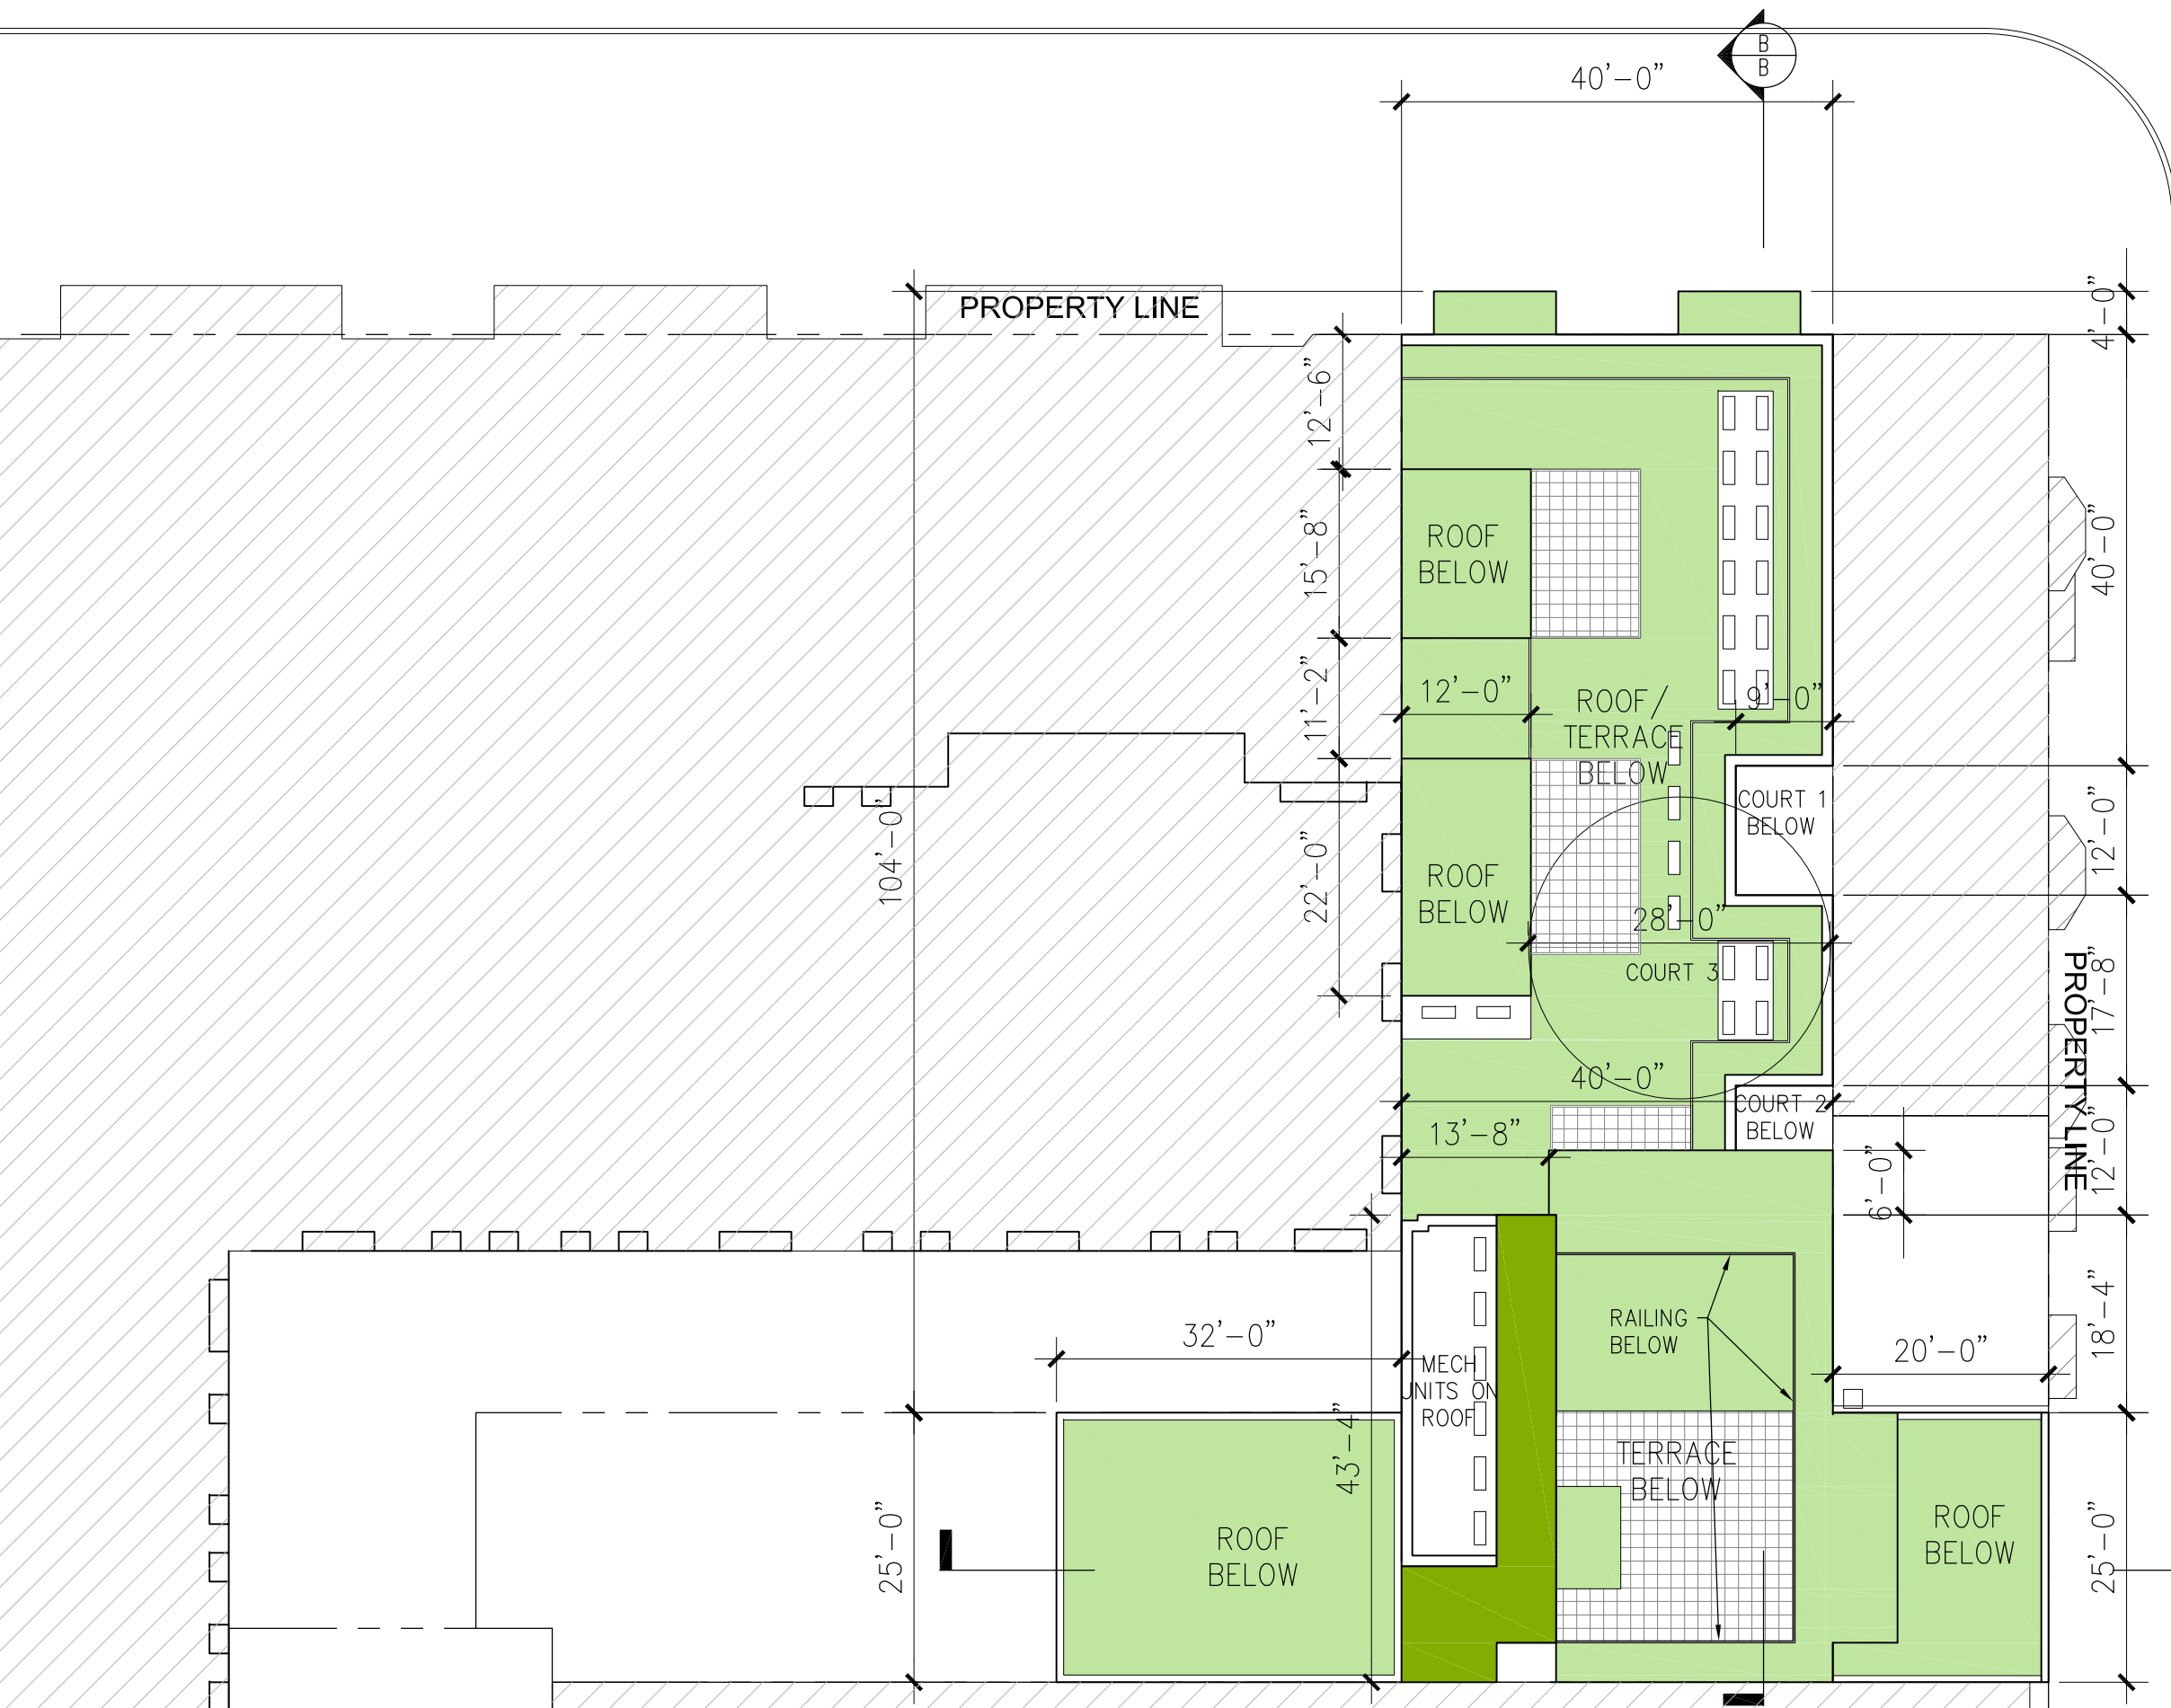 B
B
40'-0"
PROPERTY LINE
4'-0"
12'-6"
15'-8"
ROOF
BELOW
40'-0"
11'-2"
12'-0"
ROOF/
TERRACE
BELOW
9'-0"
104'-0"
COURT 1
BELOW
12'-0"
22'-0"
ROOF
BELOW
28'-0"
COURT 3
PROPERTY LINE
17'-8"
40'-0"
COURT 2
BELOW
13'-8"
12'-0"
6'-0"
32'-0"
RAILING
BELOW
20'-0"
18'-4"
MECH
UNITS ON
ROOF
43'-4"
TERRACE
BELOW
25'-0"
ROOF
BELOW
ROOF
BELOW
25'-0"